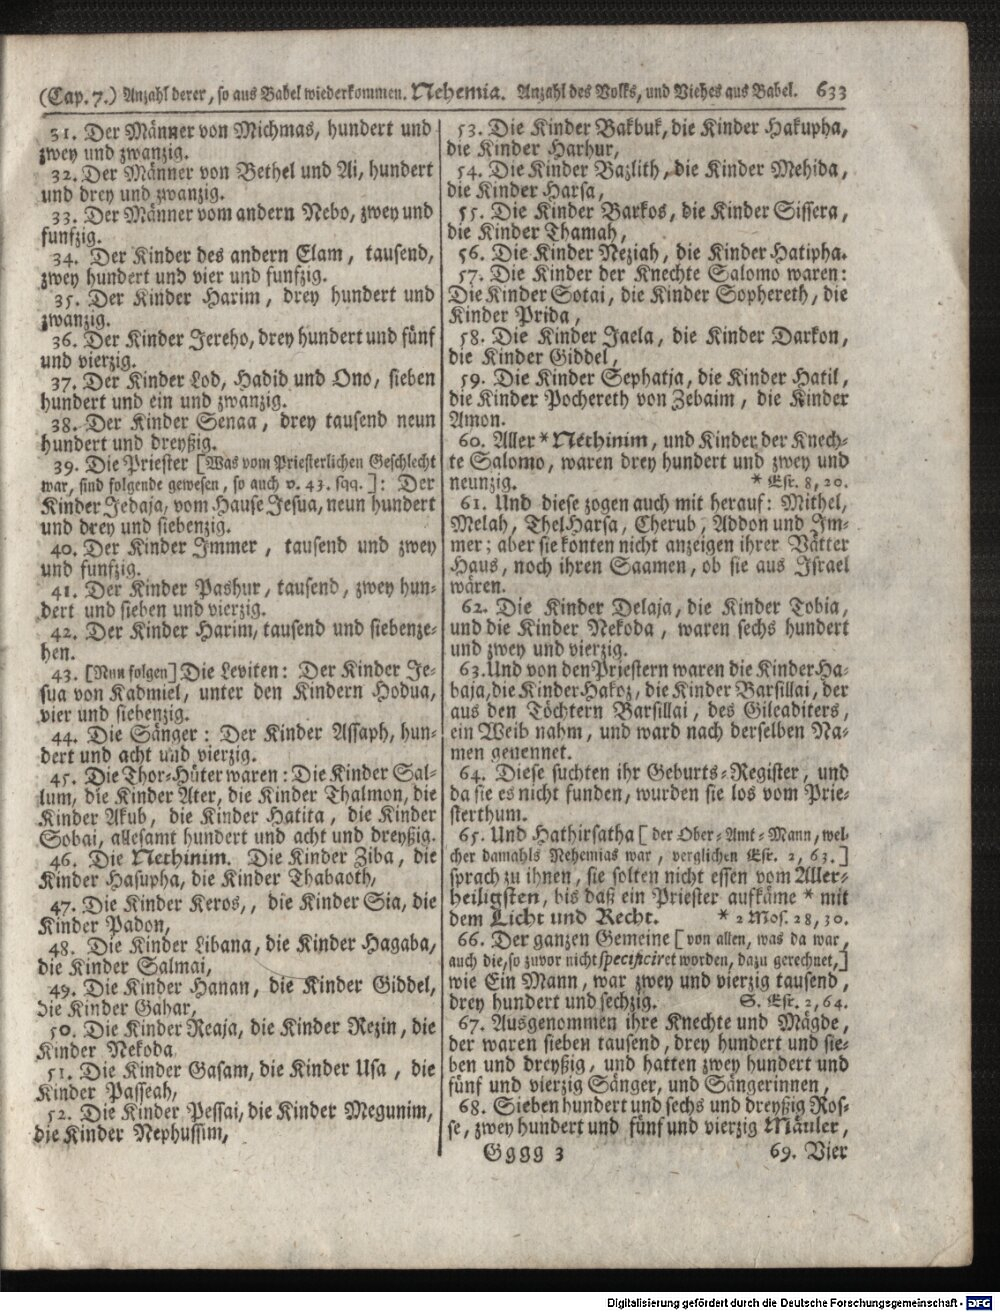 (Cap. 7.) Anzahl derer, so aus Babel wiederkommen. Nehemia. Anzahl des Volks, und Viehes aus Babel. 633
31. Der Männer von Michmas, hundert und
zwey und zwanzig.
32. Der Männer von Bethel und Ai, hundert
und drey und zwanzig.
33. Der Männer vom andern Nebo, zwey und
funfzig.
34. Der Kinder des andern Elam, tausend,
zwey hundert und vier und funfzig.
35. Der Kinder Harim, drey hundert und
zwanzig.
36. Der Kinder Jereho, drey hundert und fünf
und vierzig.
37. Der Kinder Lod, Hadid und Ono, sieben
hundert und ein und zwanzig.
38. Der Kinder Senaa, drey tausend neun
hundert und dreyßig.
39. Die Priester [Was vom Priesterlichen Geschlecht
war, sind folgende gewesen, so auch v. 43. sqq.]: Der
Kinder Jedaja, vom Hause Jesua, neun hundert
und drey und siebenzig.
40. Der Kinder Immer, tausend und zwey
und funfzig.
41. Der Kinder Pashur, tausend, zwey hun-
dert und sieben und vierzig.
42. Der Kinder Harim, tausend und siebenze-
hen.
43. [Nun folgen] Die Leviten: Der Kinder Je-
sua von Kadmiel, unter den Kindern Hodua,
vier und siebenzig.
44. Die Sänger: Der Kinder Assaph, hun-
dert und acht und vierzig.
45. Die Thor-Hüter waren: Die Kinder Sal-
lum, die Kinder Ater, die Kinder Thalmon, die
Kinder Akub, die Kinder Hatita, die Kinder
Sobai, allesamt hundert und acht und dreyßig.
46. Die Nethinim. Die Kinder Ziba, die
Kinder Hasupha, die Kinder Thabaoth,
47. Die Kinder Keros,, die Kinder Sia, die
Kinder Padon,
48. Die Kinder Libana, die Kinder Hagaba,
die Kinder Salmai,
49. Die Kinder Hanan, die Kinder Giddel,
die Kinder Gahar,
50. Die Kinder Reaja, die Kinder Rezin, die
Kinder Nekoda
51. Die Kinder Gasam, die Kinder Usa, die
Kinder Passeah,
52. Die Kinder Pessai, die Kinder Megunim,
die Kinder Nephussim,
53. Die Kinder Bakbuk, die Kinder Hakupha,
die Kinder Harhur,
54. Die Kinder Bazlith, die Kinder Mehida,
die Kinder Harsa,
55. Die Kinder Barkos, die Kinder Sissera,
die Kinder Thamah,
56. Die Kinder Neziah, die Kinder Hatipha.
57. Die Kinder der Knechte Salomo waren:
Die Kinder Sotai, die Kinder Sophereth, die
Kinder Prida,
58. Die Kinder Jaela, die Kinder Darkon,
die Kinder Giddel,
59. Die Kinder Sephatja, die Kinder Hatil,
die Kinder Pochereth von Zebaim, die Kinder
Amon.
60. Aller * Nethinim, und Kinder der Knech-
te Salomo, waren drey hundert und zwey und
neunzig. * Esr. 8, 20.
61. Und diese zogen auch mit herauf: Mithel,
Melah, ThelHarsa, Cherub, Addon und Im-
mer; aber sie konten nicht anzeigen ihrer Vätter
Haus, noch ihren Saamen, ob sie aus Israel
wären.
62. Die Kinder Delaja, die Kinder Tobia,
und die Kinder Nekoda, waren sechs hundert
und zwey und vierzig.
63. Und von den Priestern waren die Kinder Ha-
baja, die Kinder Hakoz, die Kinder Barsillai, der
aus den Töchtern Barsillai, des Gileaditers,
ein Weib nahm, und ward nach derselben Na-
men genennet.
64. Diese suchten ihr Geburts-Register, und
da sie es nicht funden, wurden sie los vom Prie-
sterthum.
65. Und Hathirsatha [der Ober-Amt-Mann, wel
cher damahls Nehemias war, verglichen Esr. 2, 63.]
sprach zu ihnen, sie solten nicht essen vom Aller-
heiligsten, bis daß ein Priester aufkäme * mit
dem Licht und Recht. * 2 Mos. 28, 30.
66. Der ganzen Gemeine [von allen, was da war,
auch die, so zuvor nicht specificiret worden, dazu gerechnet,]
wie Ein Mann, war zwey und vierzig tausend,
drey hundert und sechzig. S. Esr. 2, 64.
67. Ausgenommen ihre Knechte und Mägde,
der waren sieben tausend, drey hundert und sie-
ben und dreyßig, und hatten zwey hundert und
fünf und vierzig Sänger, und Sängerinnen,
68. Sieben hundert und sechs und dreyßig Ros-
se, zwey hundert und fünf und vierzig Mäuler,
Gggg 3 69. Vier
Digitalisierung gefördert durch die Deutsche Forschungsgemeinschaft - DFG